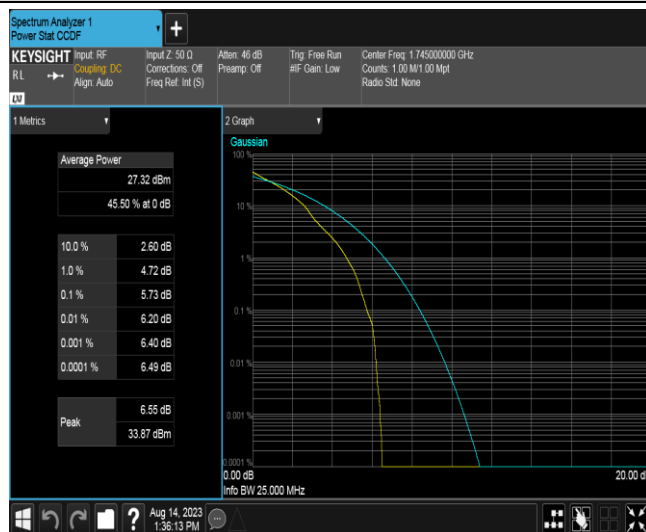 Spectrum Analyzer 1
Power Stat CCDF
+
KEYSIGHT Input: RF Input Z: 50 Ω Atten: 46 dB Trig: Free Run Center Freq: 1.745000000 GHz
RL Coupling: DC Corrections: Off Preamp: Off #IF Gain: Low Counts: 1.00 M/1.00 Mpt
Align: Auto Freq Ref: Int (S) Radio Std: None
LXI
1 Metrics
Average Power
27.32 dBm
45.50 % at 0 dB
10.0 % 2.60 dB
1.0 % 4.72 dB
0.1 % 5.73 dB
0.01 % 6.20 dB
0.001 % 6.40 dB
0.0001 % 6.49 dB
Peak 6.55 dB
33.87 dBm
2 Graph
Gaussian
100 %
10 %
1 %
0.1 %
0.01 %
0.001 %
0.0001 %
0.00 dB 20.00 d
Info BW 25.000 MHz
? Aug 14, 2023
1:36:13 PM